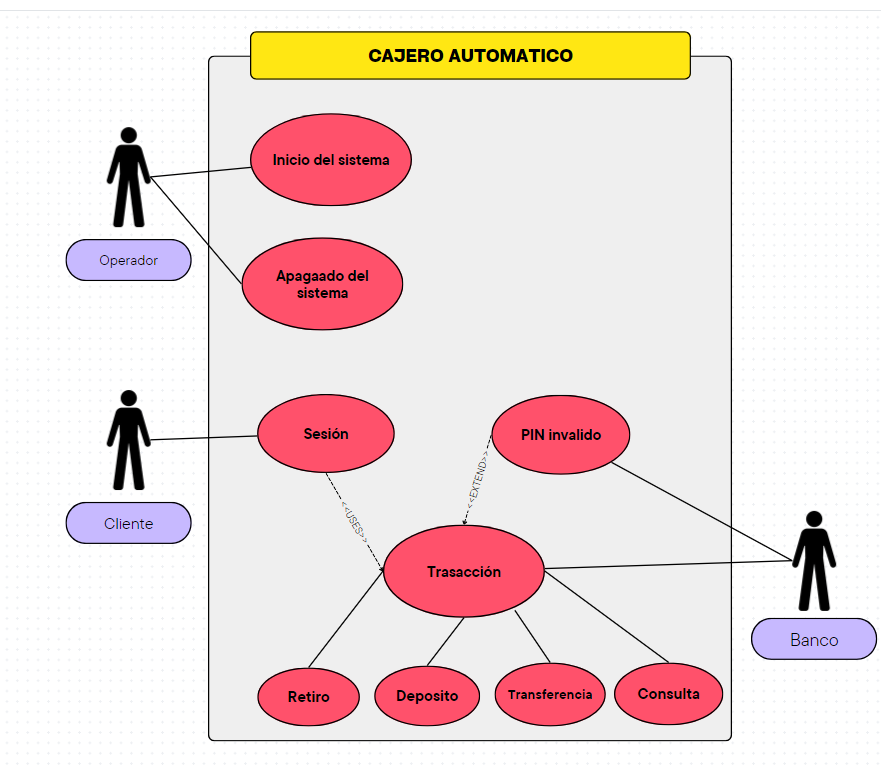 CAJERO AUTOMATICO
Inicio del sistema
Operador
Apagaado del
sistema
Sesión
PIN invalido
<<USES>>
<<EXTEND>>
Cliente
Trasacción
Banco
Retiro
Deposito
Transferencia
Consulta